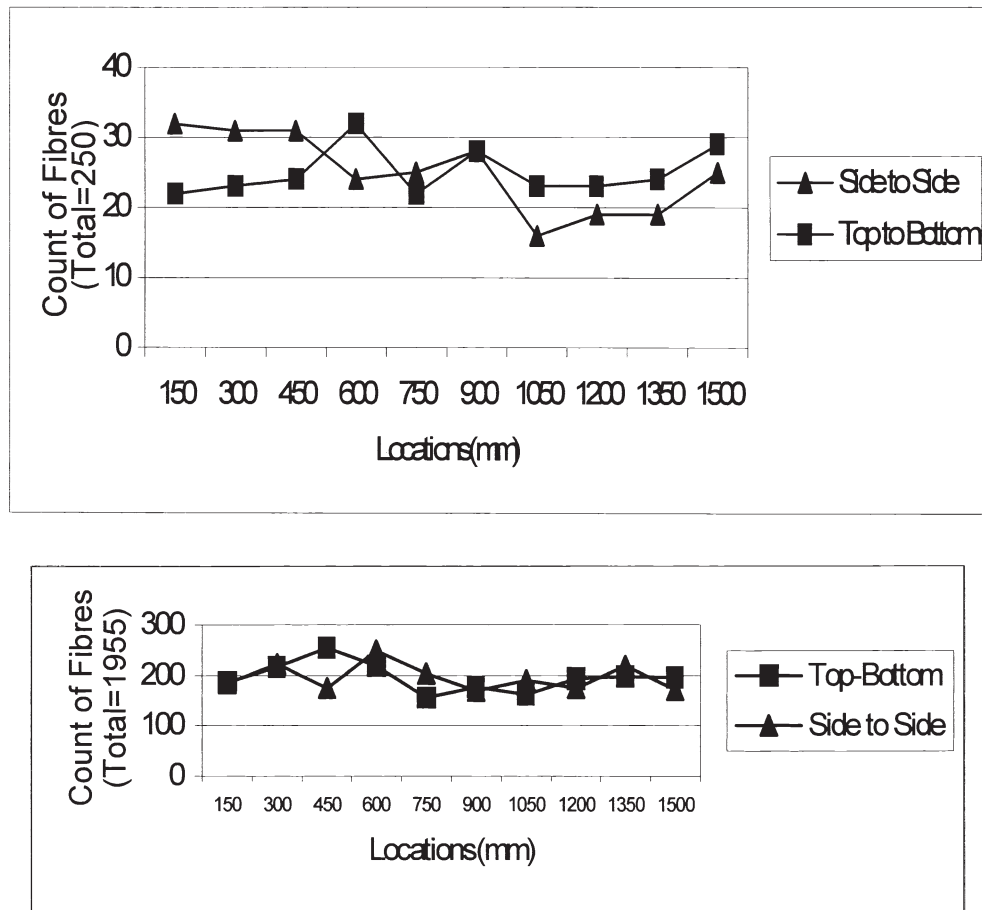 Count of Fibres
(Total=250)
40
30
20
10
0
150 300 450 600 750 900 1050 1200 1350 1500
Locations(mm)
Side to Side
Top to Bottom
Count of Fibres
(Total=1955)
300
200
100
0
150 300 450 600 750 900 1050 1200 1350 1500
Locations(mm)
Top-Bottom
Side to Side